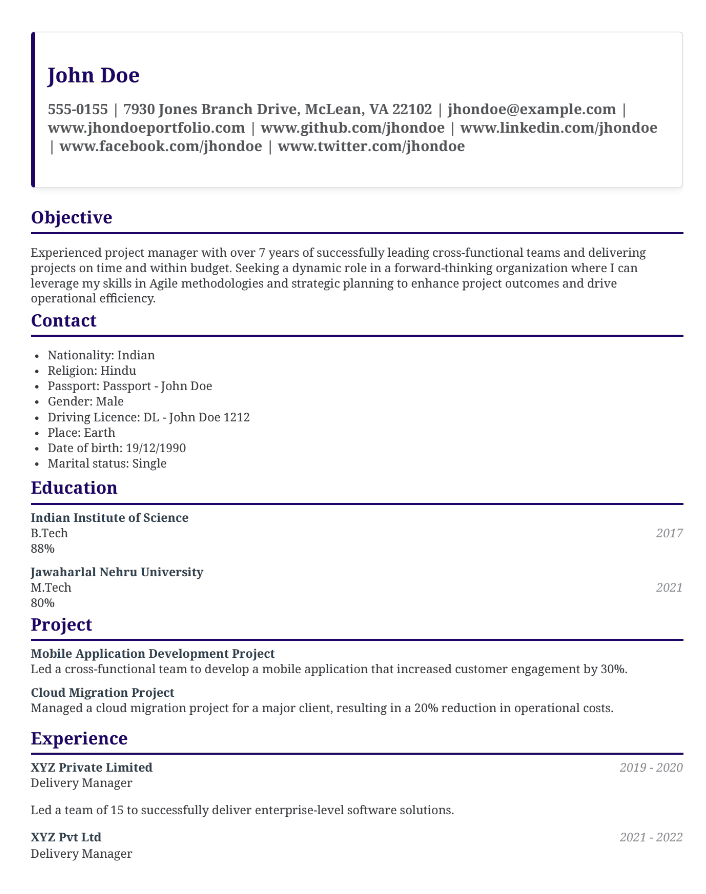 John Doe
555-0155 | 7930 Jones Branch Drive, McLean, VA 22102 | jhondoe@example.com |
www.jhondoeportfolio.com | www.github.com/jhondoe | www.linkedin.com/jhondoe
| www.facebook.com/jhondoe | www.twitter.com/jhondoe
Objective
Experienced project manager with over 7 years of successfully leading cross-functional teams and delivering
projects on time and within budget. Seeking a dynamic role in a forward-thinking organization where I can
leverage my skills in Agile methodologies and strategic planning to enhance project outcomes and drive
operational efficiency.
Contact
• Nationality: Indian
• Religion: Hindu
• Passport: Passport - John Doe
• Gender: Male
• Driving Licence: DL - John Doe 1212
• Place: Earth
• Date of birth: 19/12/1990
• Marital status: Single
Education
Indian Institute of Science
B.Tech 2017
88%
Jawaharlal Nehru University
M.Tech 2021
80%
Project
Mobile Application Development Project
Led a cross-functional team to develop a mobile application that increased customer engagement by 30%.
Cloud Migration Project
Managed a cloud migration project for a major client, resulting in a 20% reduction in operational costs.
Experience
XYZ Private Limited 2019 - 2020
Delivery Manager
Led a team of 15 to successfully deliver enterprise-level software solutions.
XYZ Pvt Ltd 2021 - 2022
Delivery Manager